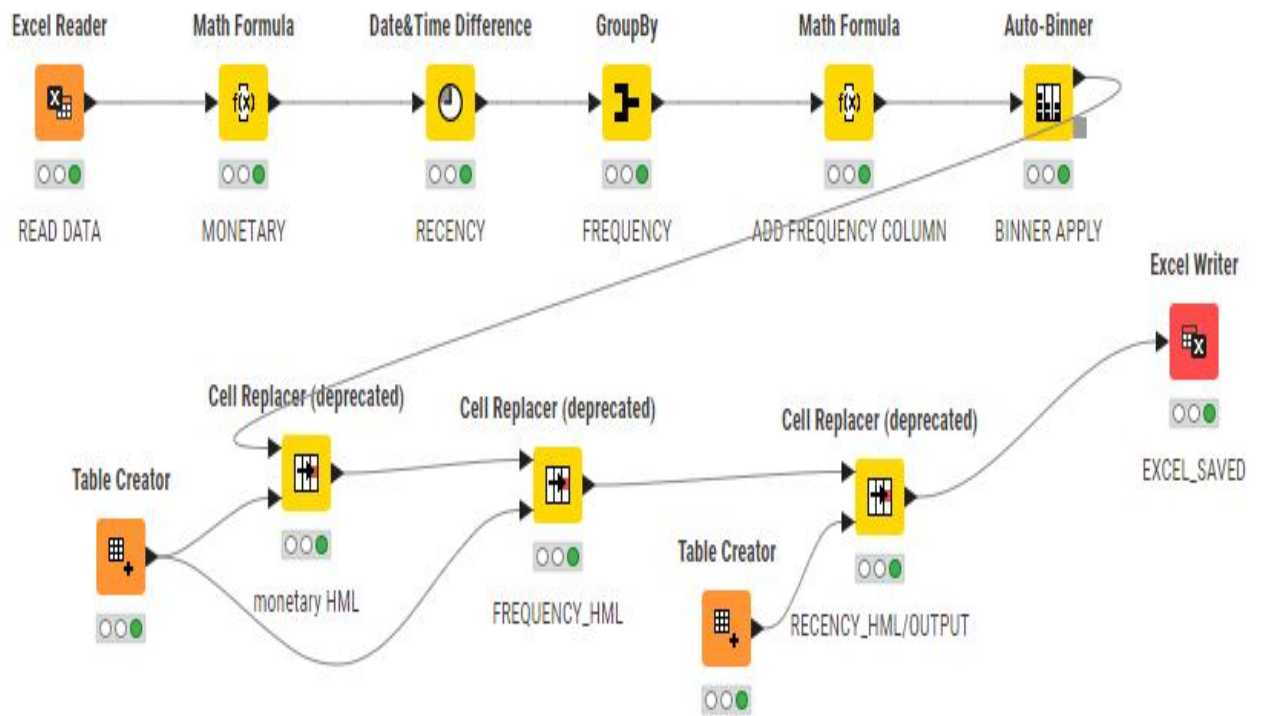 Excel Reader
Math Formula
Date&Time Difference
GroupBy
Math Formula
Auto-Binner
f(x)
f(x)
READ DATA
MONETARY
RECENCY
FREQUENCY
ADD FREQUENCY COLUMN
BINNER APPLY
Excel Writer
EXCEL_SAVED
Cell Replacer (deprecated)
Cell Replacer (deprecated)
Cell Replacer (deprecated)
Table Creator
monetary HML
FREQUENCY_HML
Table Creator
RECENCY_HML/OUTPUT